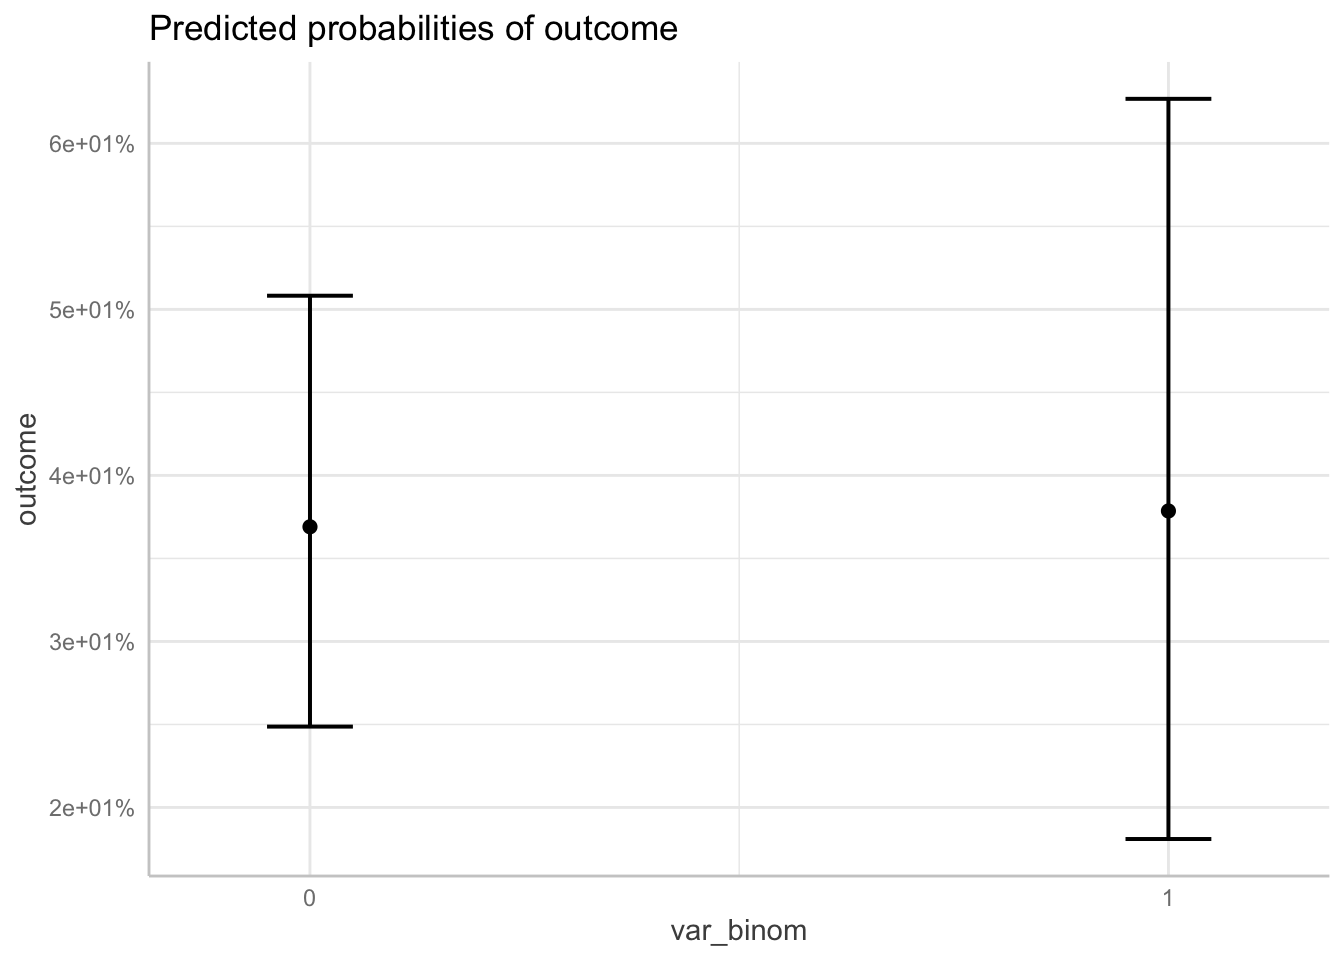 Predicted probabilities of outcome
6e+01%
5e+01%
4e+01%
3e+01%
2e+01%
outcome
0
1
var_binom